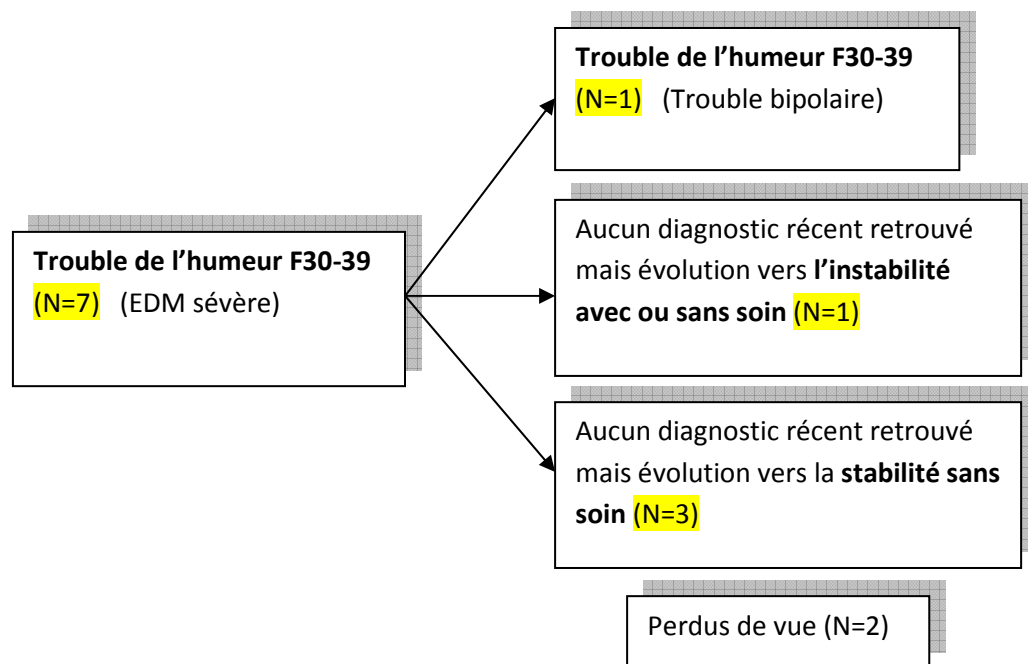 Trouble de l’humeur F30-39
(N=7) (EDM sévère)
Trouble de l’humeur F30-39
(N=1) (Trouble bipolaire)
Aucun diagnostic récent retrouvé
mais évolution vers l’instabilité
avec ou sans soin (N=1)
Aucun diagnostic récent retrouvé
mais évolution vers la stabilité sans
soin (N=3)
Perdus de vue (N=2)